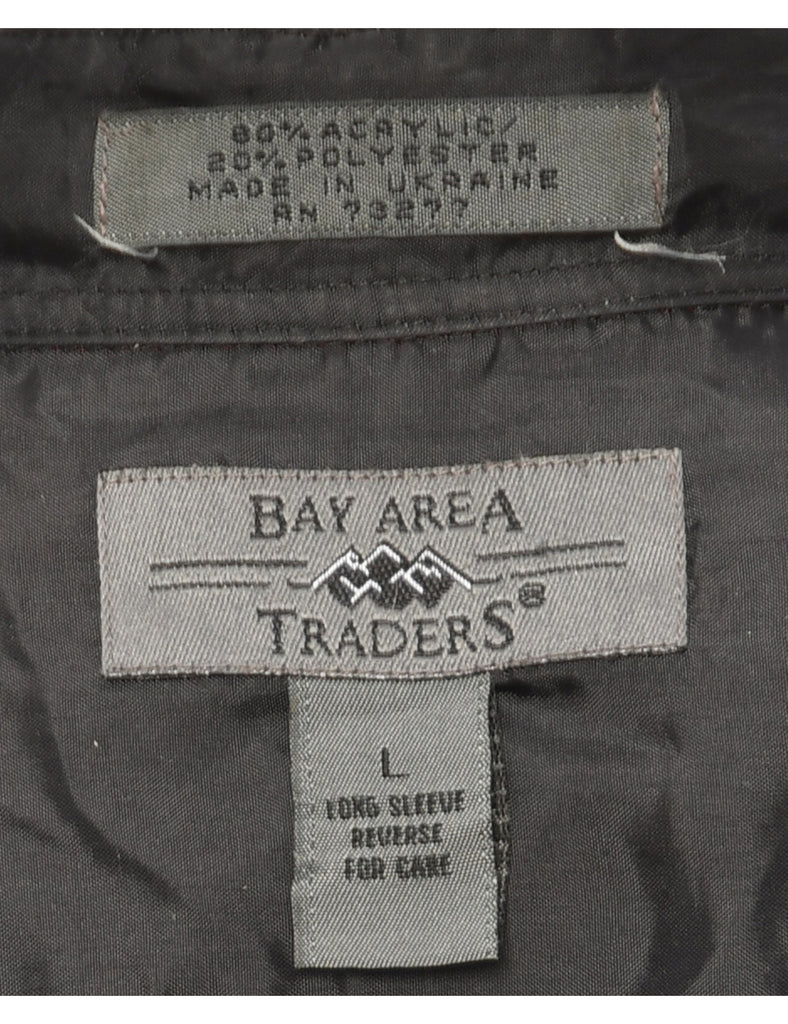 80% ACRYLIC/
20% POLYESTER
MADE IN UKRAINE
RN 73277
BAY AREA
TRADERS®
L
LONG SLEEVE
REVERSE
FOR CARE